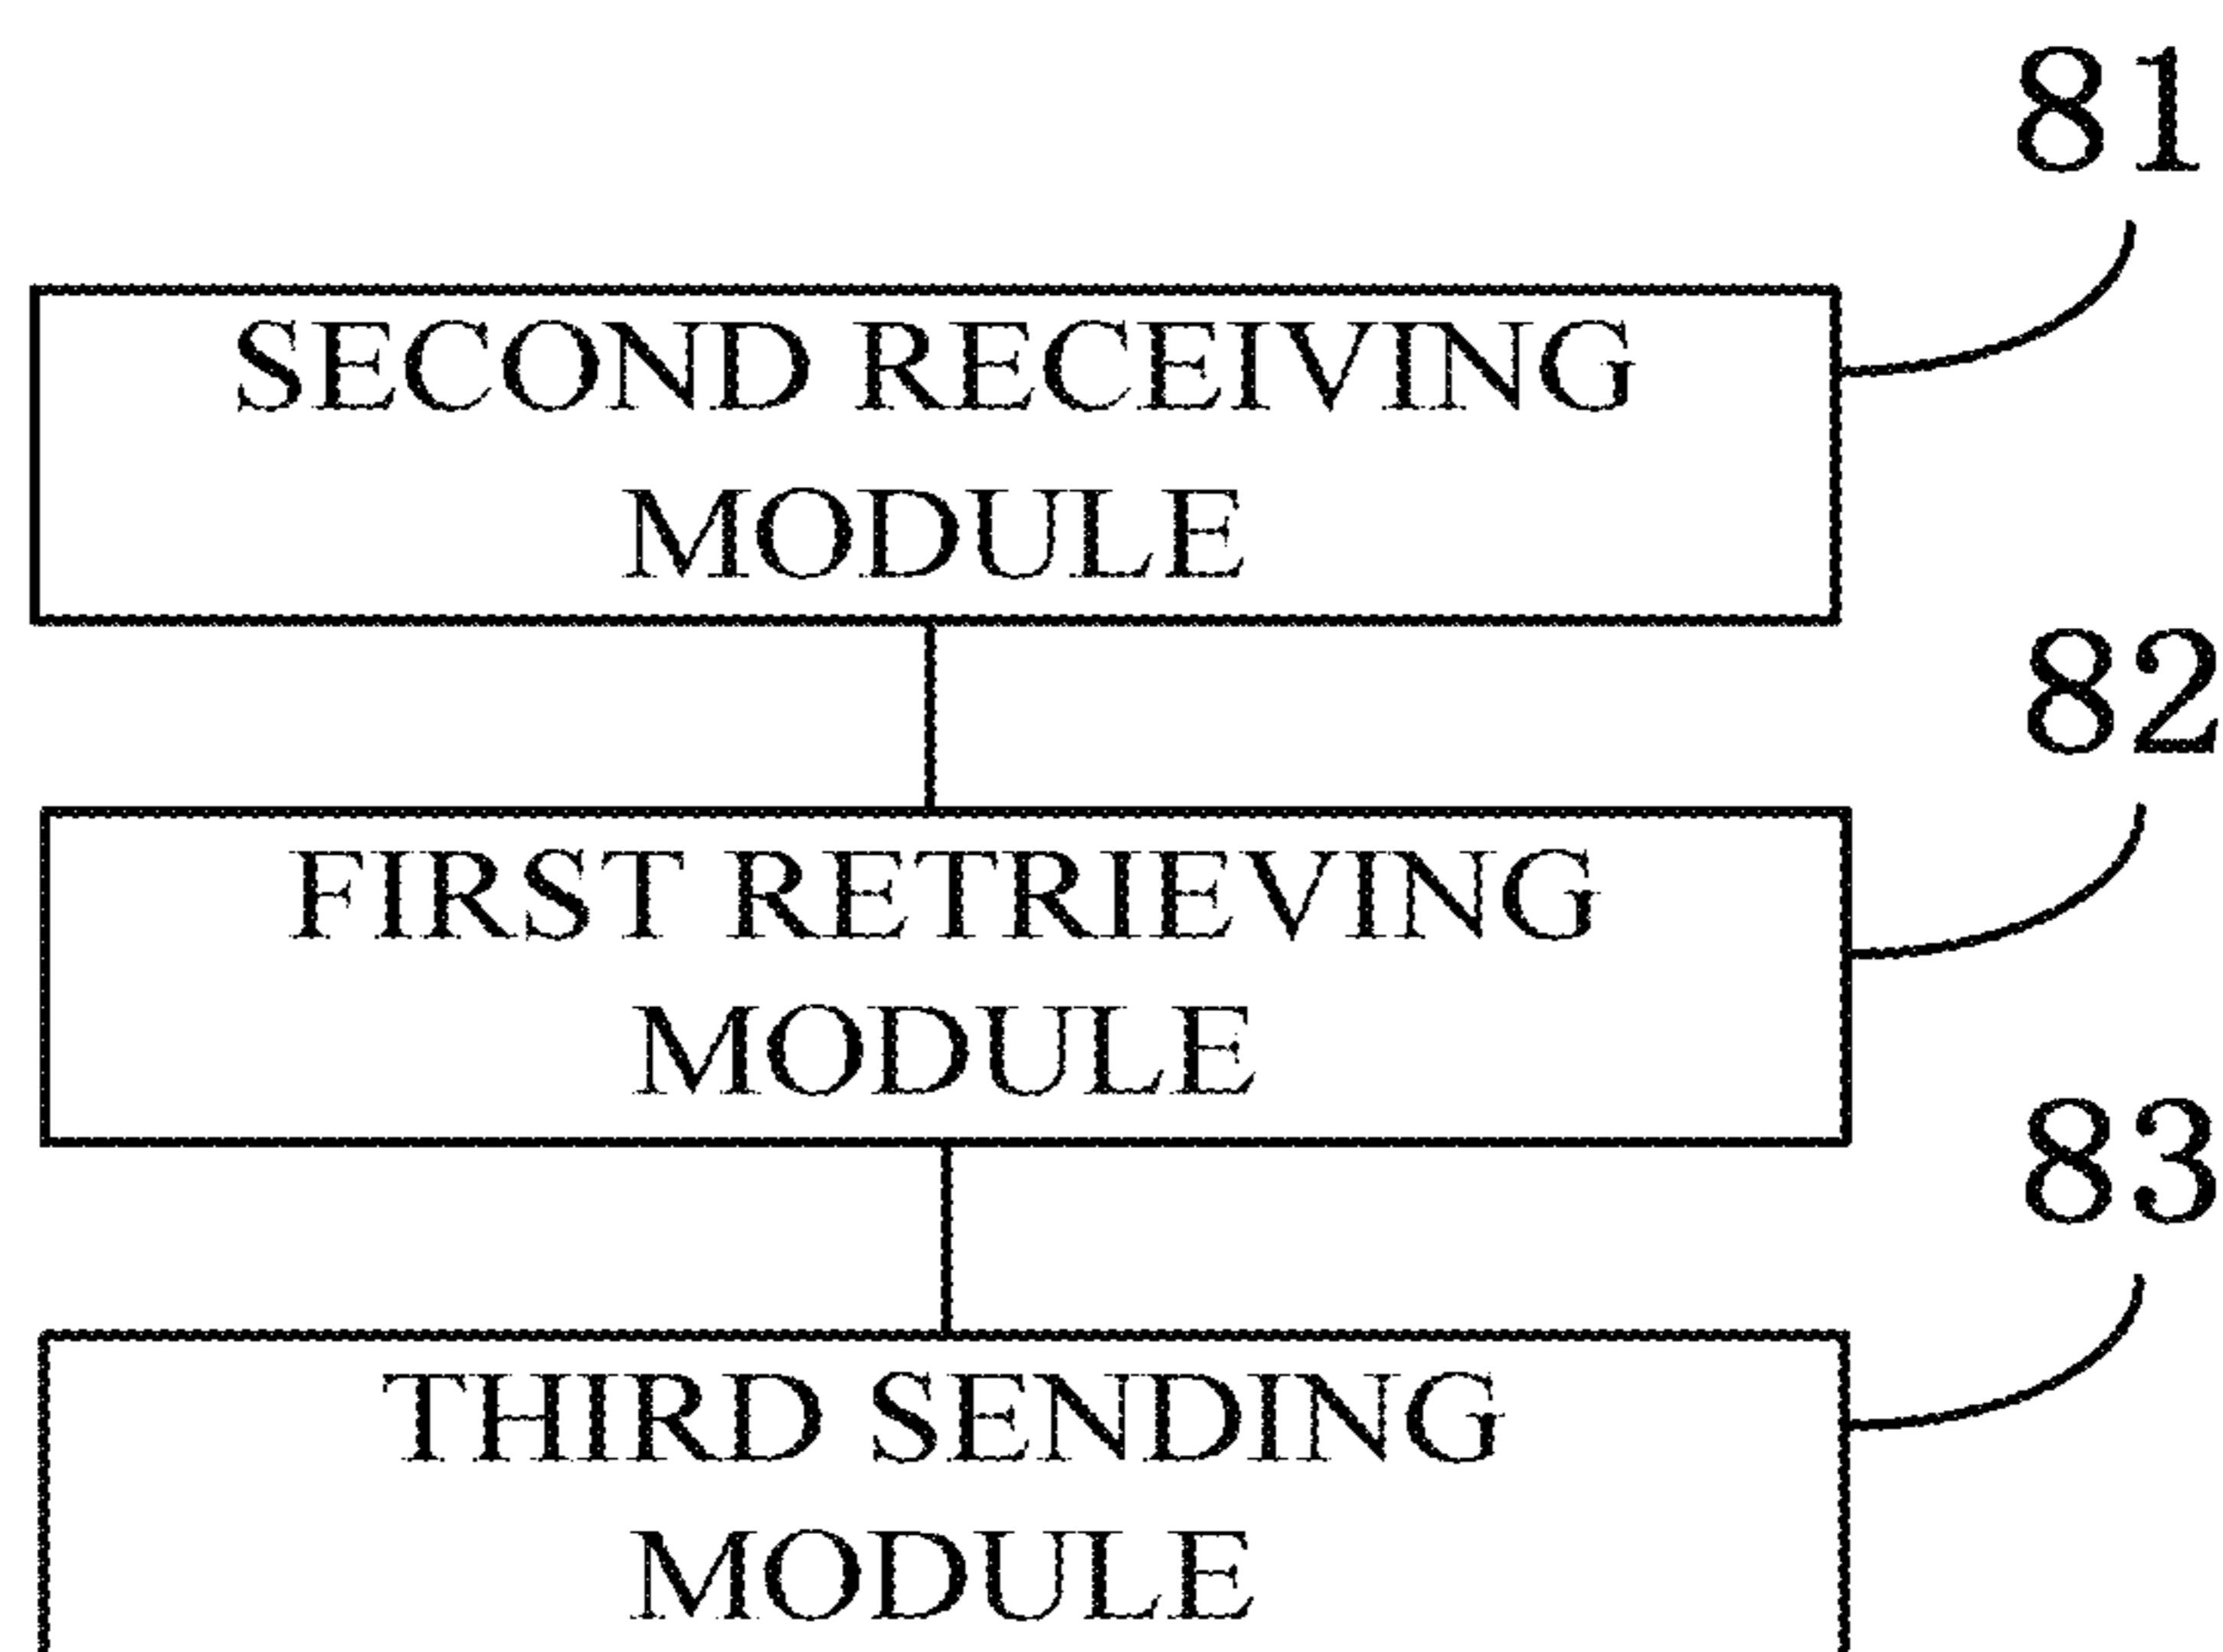 81
SECOND RECEIVING
MODULE
82
FIRST RETRIEVING
MODULE
83
THIRD SENDING
MODULE